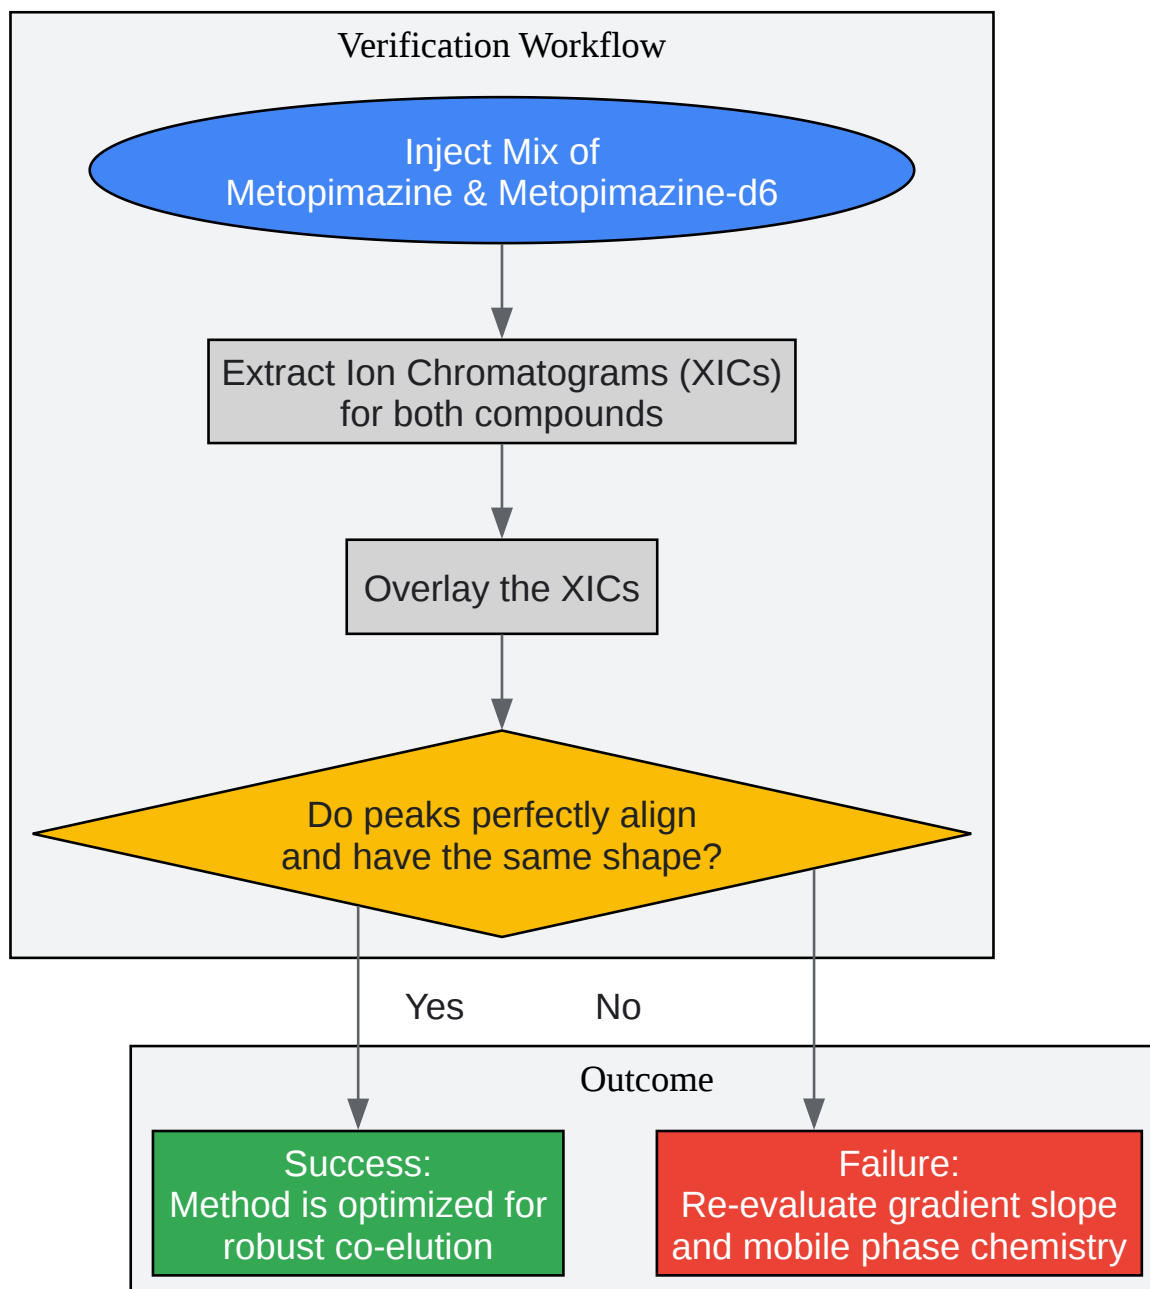 Verification Workflow
Inject Mix of
Metopimazine & Metopimazine-d6
Extract Ion Chromatograms (XICs)
for both compounds
Overlay the XICs
Do peaks perfectly align
and have the same shape?
Yes
No
Outcome
Success:
Method is optimized for
robust co-elution
Failure:
Re-evaluate gradient slope
and mobile phase chemistry